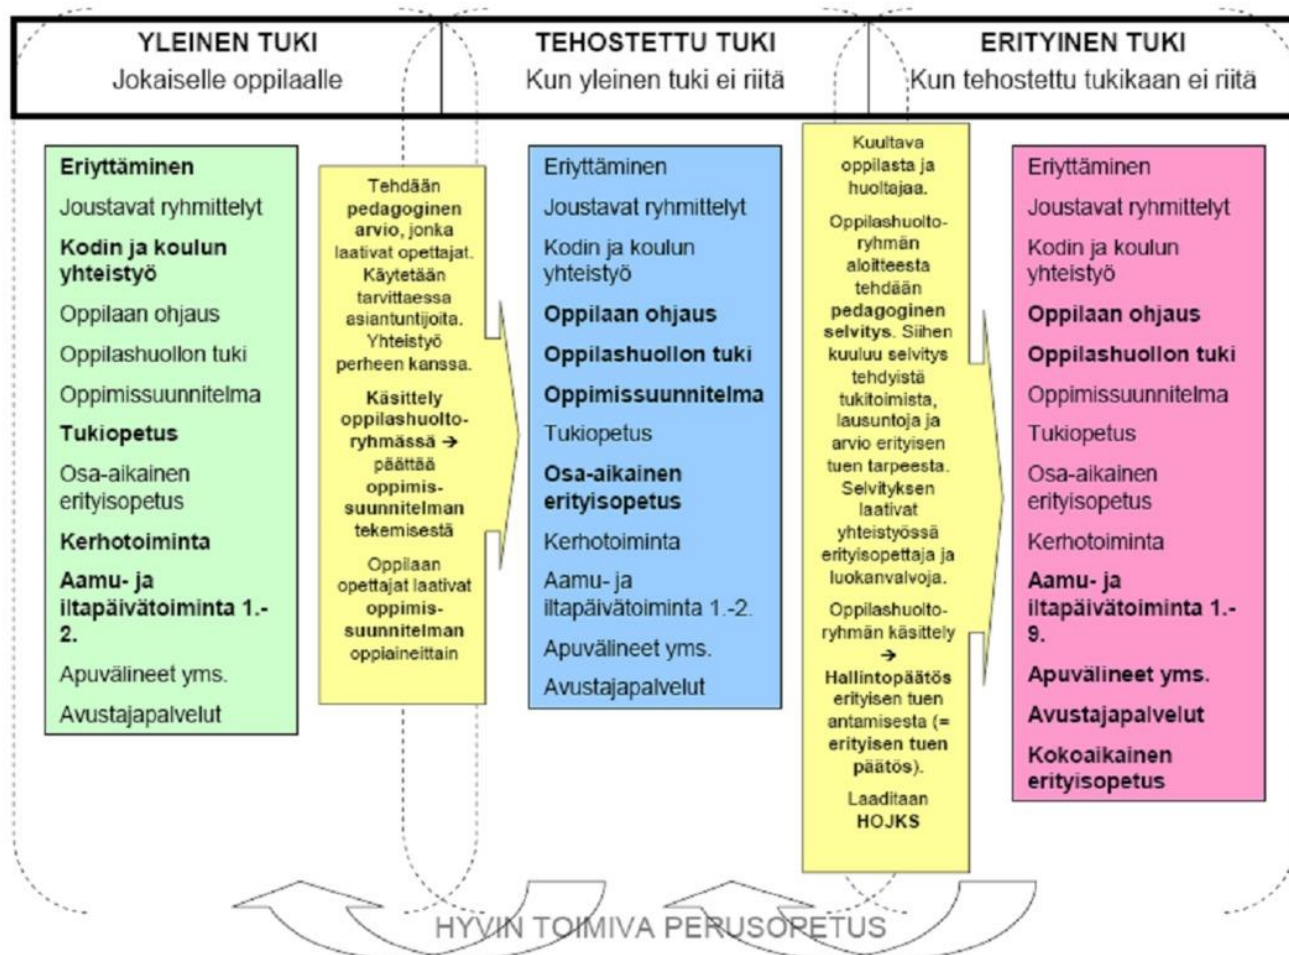 YLEINEN TUKI
Jokaiselle oppilaalle
TEHOSTETTU TUKI
Kun yleinen tuki ei riitä
ERITYINEN TUKI
Kun tehostettu tukikaan ei riitä
Eriyttäminen
Joustavat ryhmittelyt
Kodin ja koulun
yhteistyö
Oppilaan ohjaus
Oppilashuollon tuki
Oppimissuunnitelma
Tukiopetus
Osa-aikainen
erityisopetus
Kerhotoiminta
Aamu- ja
iltapäivätoiminta 1.-
2.
Apuvälineet yms.
Avustajapalvelut
Tehdään
pedagoginen
arvio, jonka
laativat opettajat.
Käytetään
tarvittaessa
asiantuntijoita.
Yhteistyö
perheen kanssa.
Käsittely
oppilashuolto-
ryhmässä →
päättää
oppimis-
suunnitelman
tekemisestä
Oppilaan
opettajat laativat
oppimis-
suunnitelman
oppiaineittain
Eriyttäminen
Joustavat ryhmittelyt
Kodin ja koulun
yhteistyö
Oppilaan ohjaus
Oppilashuollon tuki
Oppimissuunnitelma
Tukiopetus
Osa-aikainen
erityisopetus
Kerhotoiminta
Aamu- ja
iltapäivätoiminta 1.-2.
Apuvälineet yms.
Avustajapalvelut
Kuultava
oppilasta ja
huoltajaa.
Oppilashuolto-
ryhmän
aloitteesta
tehdään
pedagoginen
selvitys. Siihen
kuuluu selvitys
tehdyistä
tukitoimista,
lausuntoja ja
arvio erityisen
tuen tarpeesta.
Selvityksen
laativat
yhteistyössä
erityisopettaja ja
luokanvalvoja.
Oppilashuolto-
ryhmän käsittely
→
Hallintopäätös
erityisen tuen
antamisesta (=
erityisen tuen
päätös).
Laaditaan
HOJKS
Eriyttäminen
Joustavat ryhmittelyt
Kodin ja koulun
yhteistyö
Oppilaan ohjaus
Oppilashuollon tuki
Oppimissuunnitelma
Tukiopetus
Osa-aikainen
erityisopetus
Kerhotoiminta
Aamu- ja
iltapäivätoiminta 1.-
9.
Apuvälineet yms.
Avustajapalvelut
Kokoaikainen
erityisopetus
HYVIN TOIMIVA PERUSOPETUS